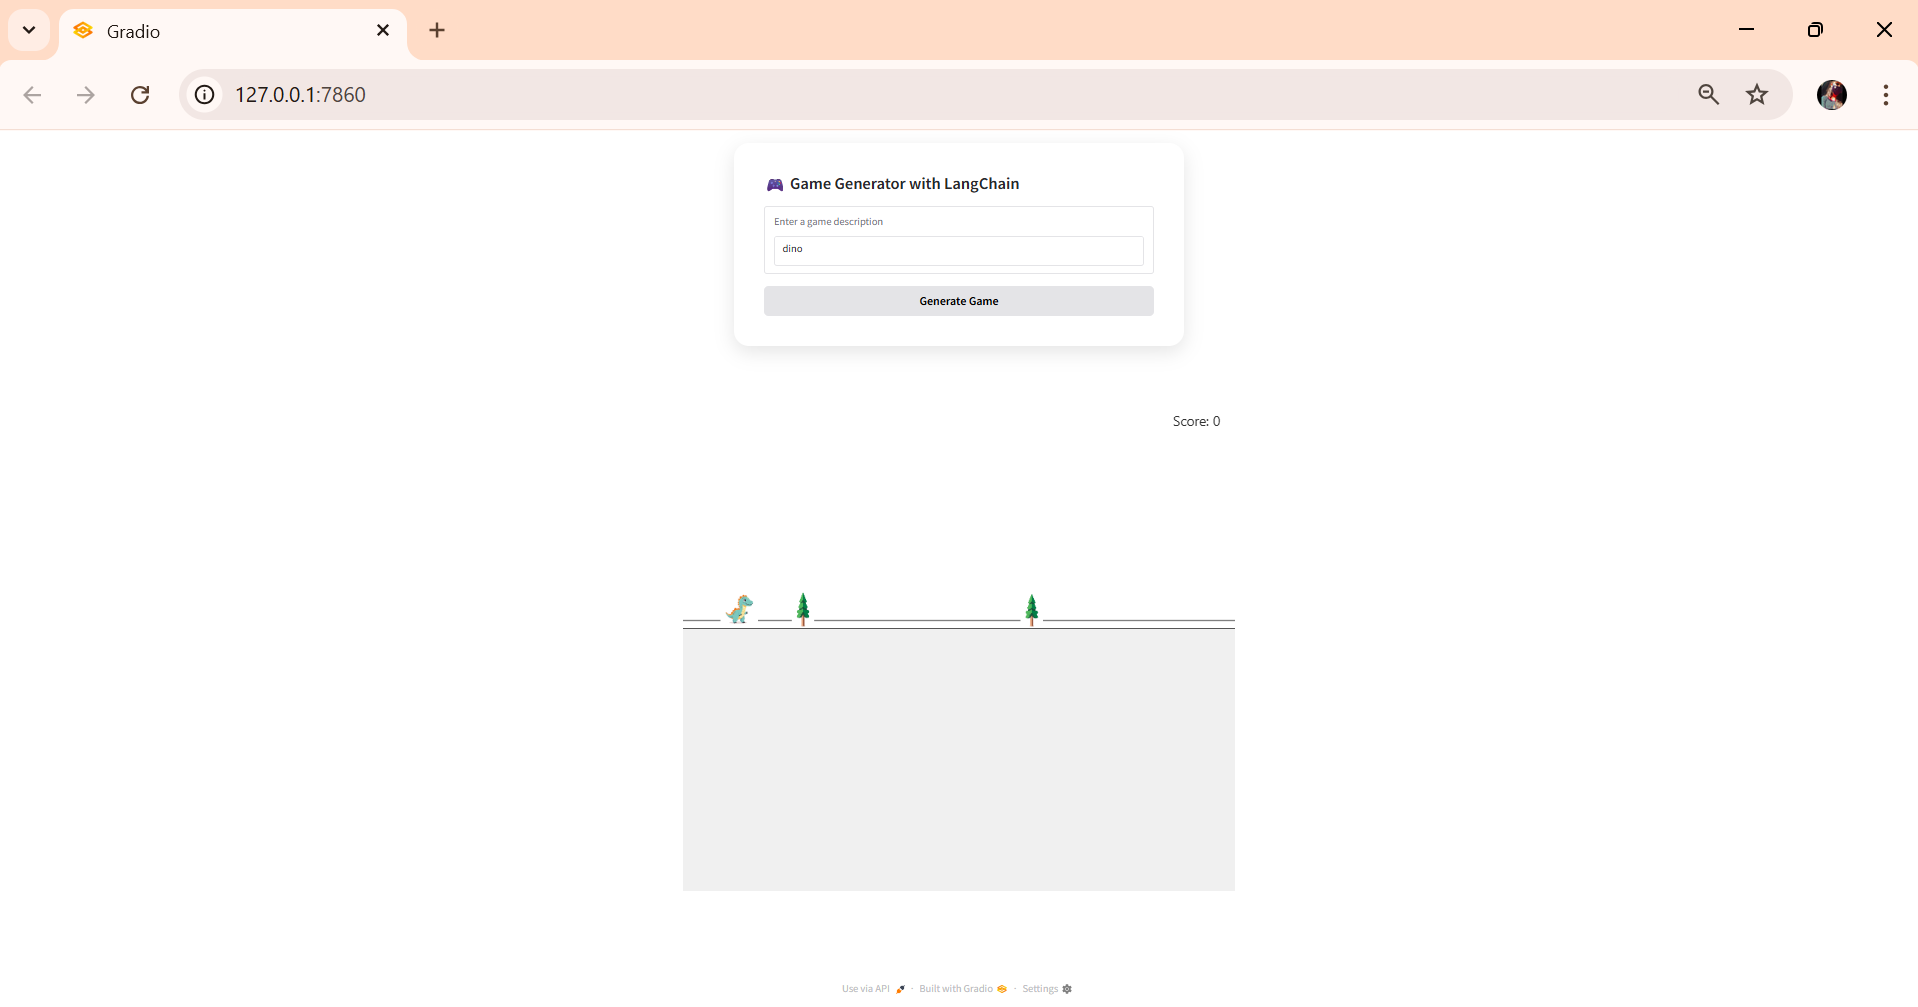 Gradio
127.0.0.1:7860
Game Generator with LangChain
Enter a game description
dino
Generate Game
Score: 0
Use via API · Built with Gradio · Settings